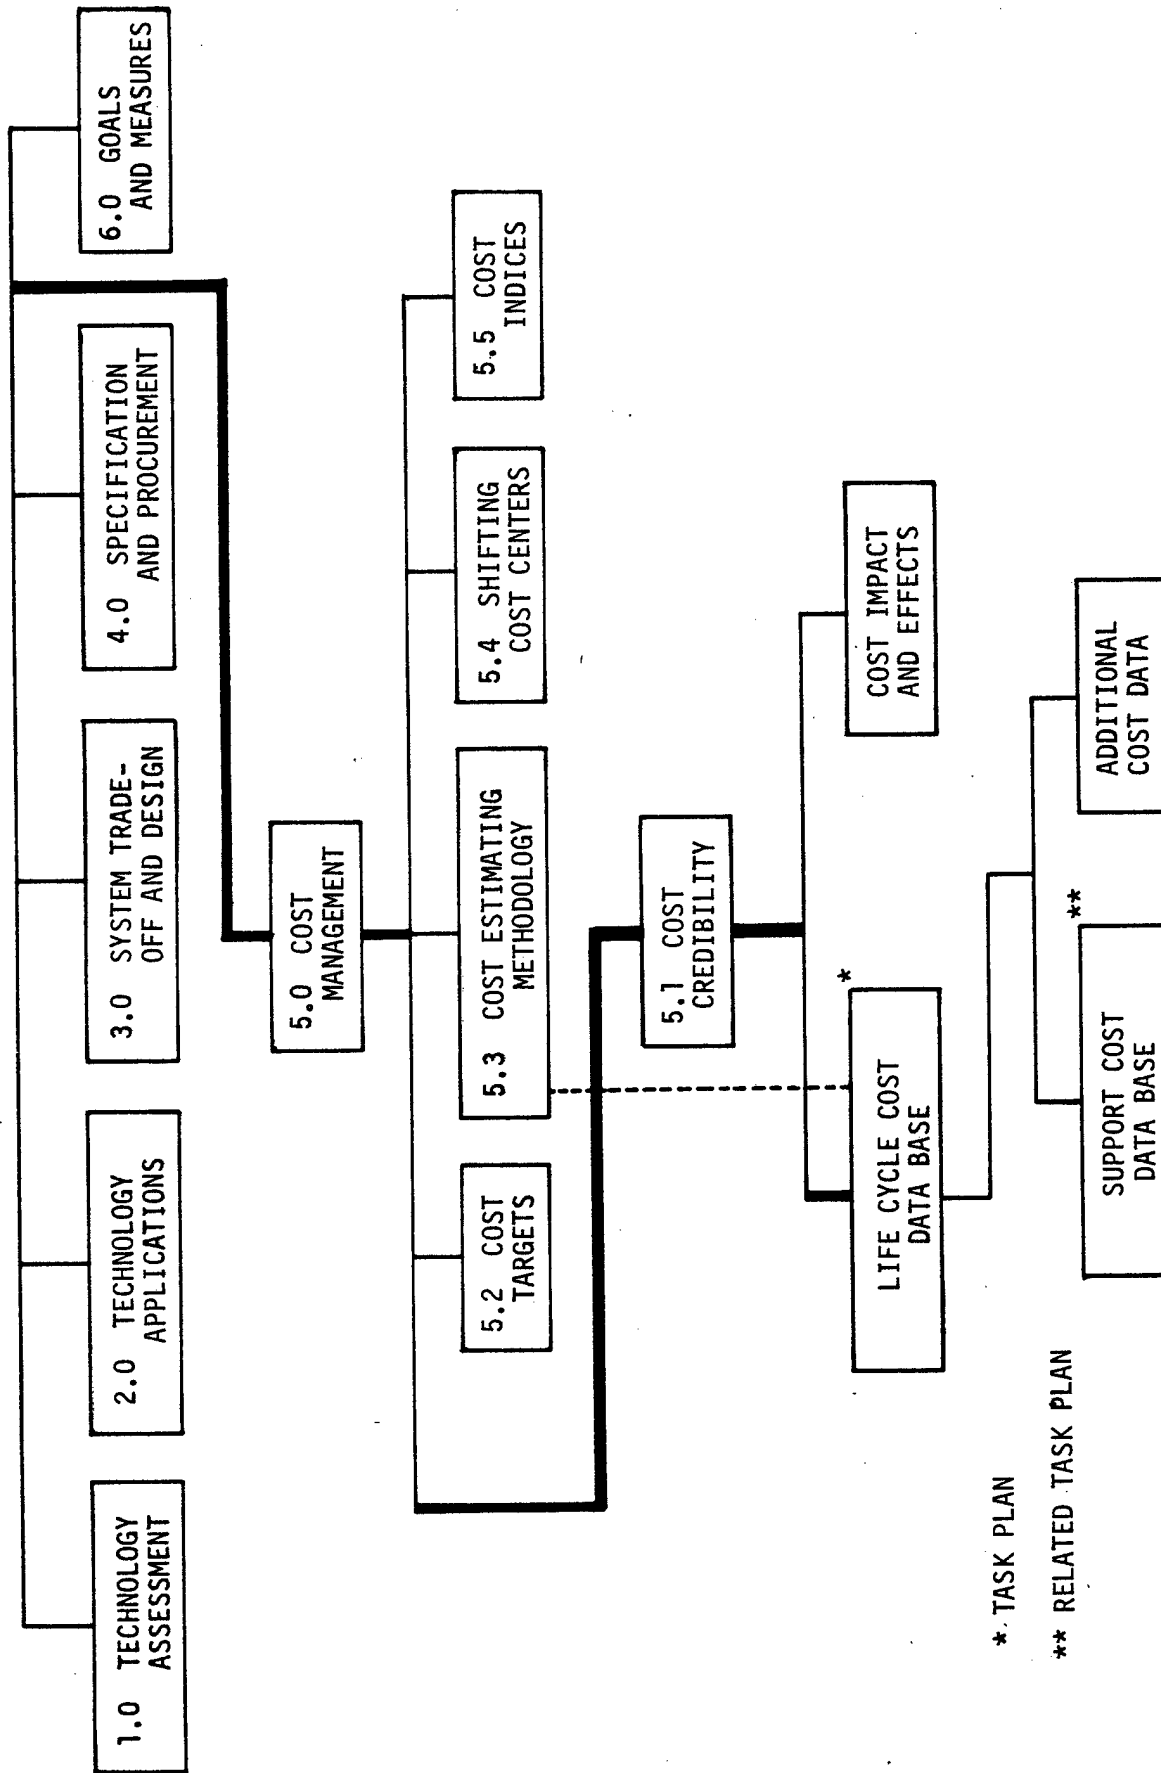 1.0 TECHNOLOGY
ASSESSMENT
2.0 TECHNOLOGY
APPLICATIONS
3.0 SYSTEM TRADE-
OFF AND DESIGN
4.0 SPECIFICATION
AND PROCUREMENT
6.0 GOALS
AND MEASURES
5.0 COST
MANAGEMENT
5.2 COST
TARGETS
5.3 COST ESTIMATING
METHODOLOGY
5.4 SHIFTING
COST CENTERS
5.5 COST
INDICES
5.1 COST
CREDIBILITY
*
LIFE CYCLE COST
DATA BASE
COST IMPACT
AND EFFECTS
**
SUPPORT COST
DATA BASE
ADDITIONAL
COST DATA
* TASK PLAN
** RELATED TASK PLAN